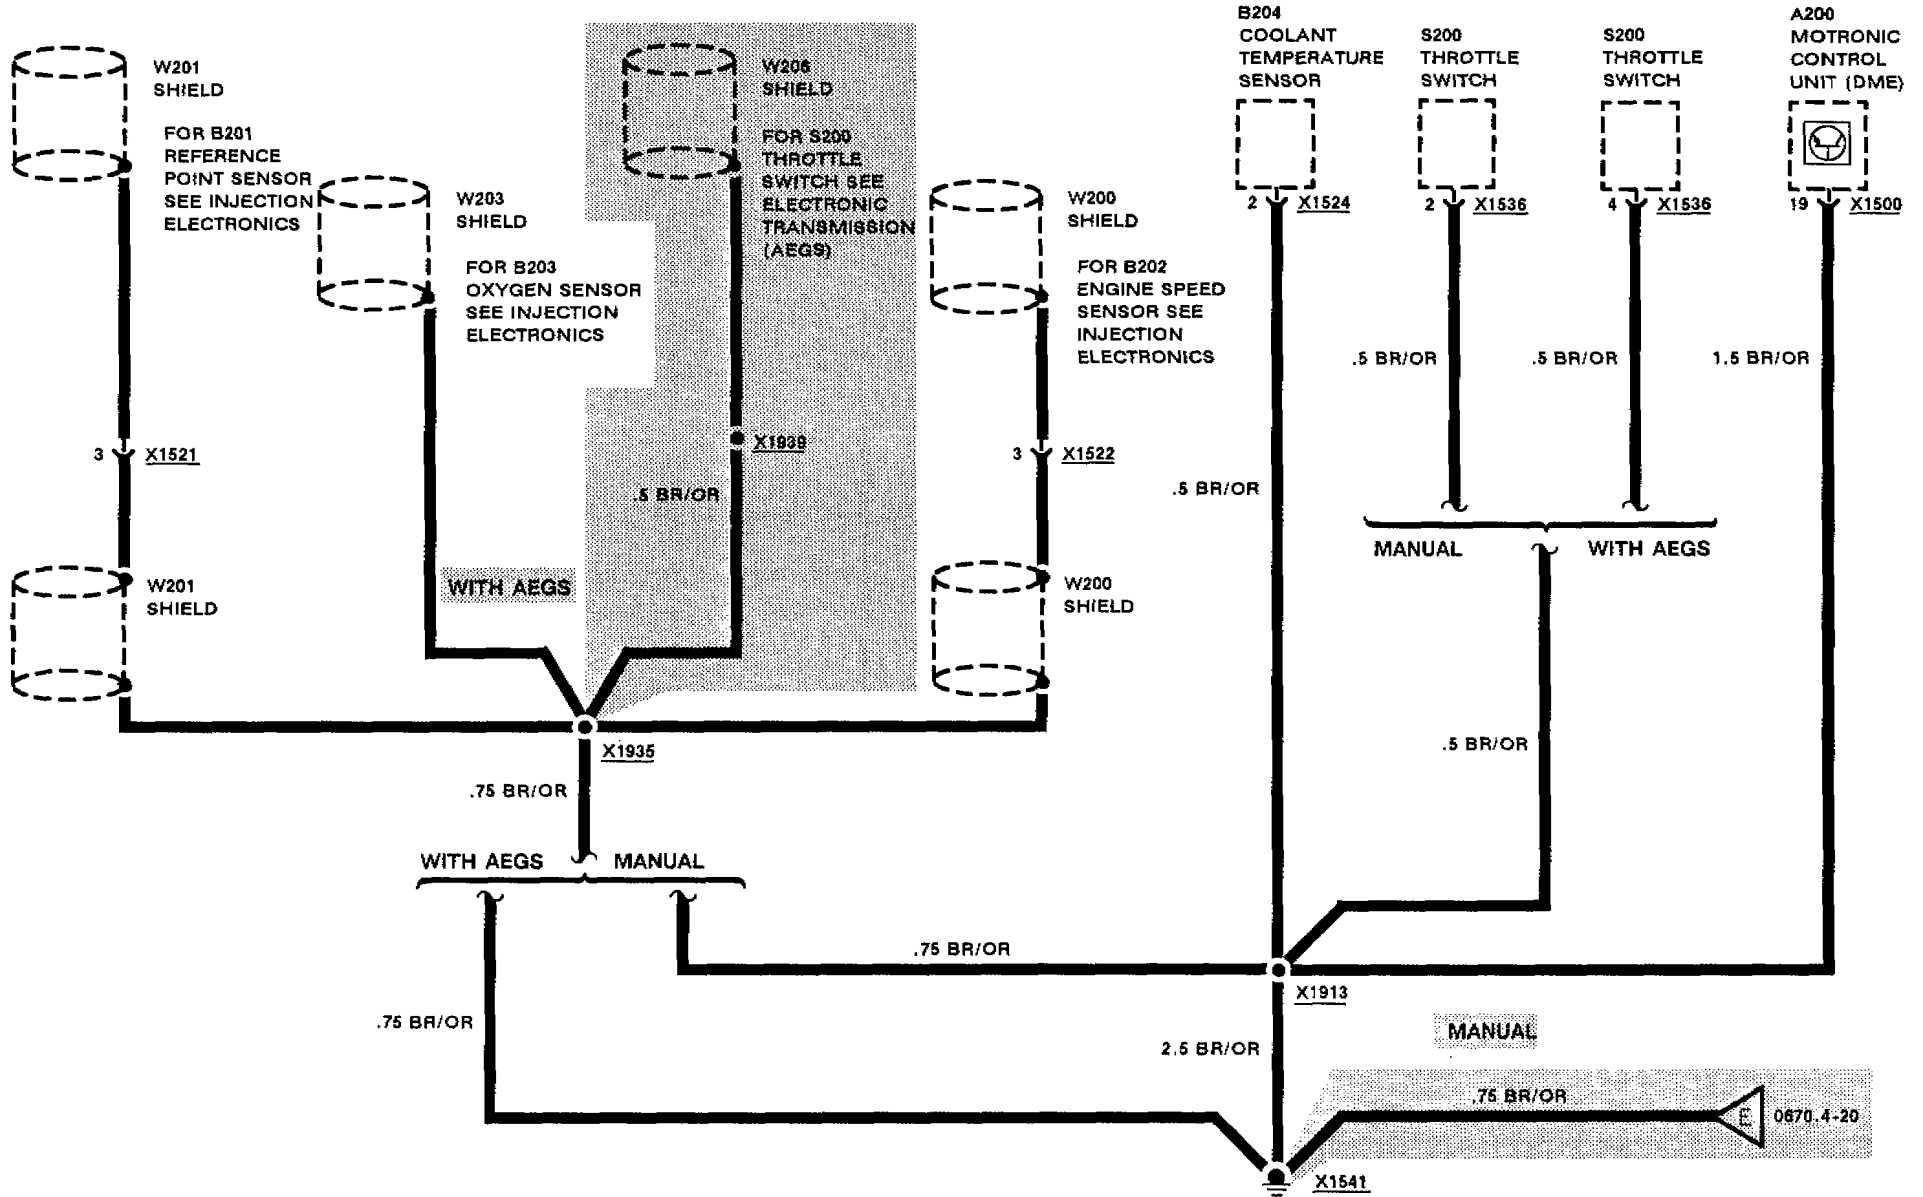 W201
SHIELD
FOR B201
REFERENCE
POINT SENSOR
SEE INJECTION
ELECTRONICS
W203
SHIELD
FOR B203
OXYGEN SENSOR
SEE INJECTION
ELECTRONICS
W206
SHIELD
FOR S200
THROTTLE
SWITCH SEE
ELECTRONIC
TRANSMISSION
(AEGS)
W200
SHIELD
FOR B202
ENGINE SPEED
SENSOR SEE
INJECTION
ELECTRONICS
B204
COOLANT
TEMPERATURE
SENSOR
S200
THROTTLE
SWITCH
S200
THROTTLE
SWITCH
A200
MOTRONIC
CONTROL
UNIT (DME)
2 X1524
2 X1536
4 X1536
19 X1500
.5 BR/OR
.5 BR/OR
1.5 BR/OR
3 X1521
X1939
3 X1522
.5 BR/OR
.5 BR/OR
MANUAL
WITH AEGS
WITH AEGS
W201
SHIELD
W200
SHIELD
X1935
.5 BR/OR
.75 BR/OR
WITH AEGS
MANUAL
.75 BR/OR
X1913
.75 BR/OR
2.5 BR/OR
MANUAL
.75 BR/OR
E
0670.4-20
X1541